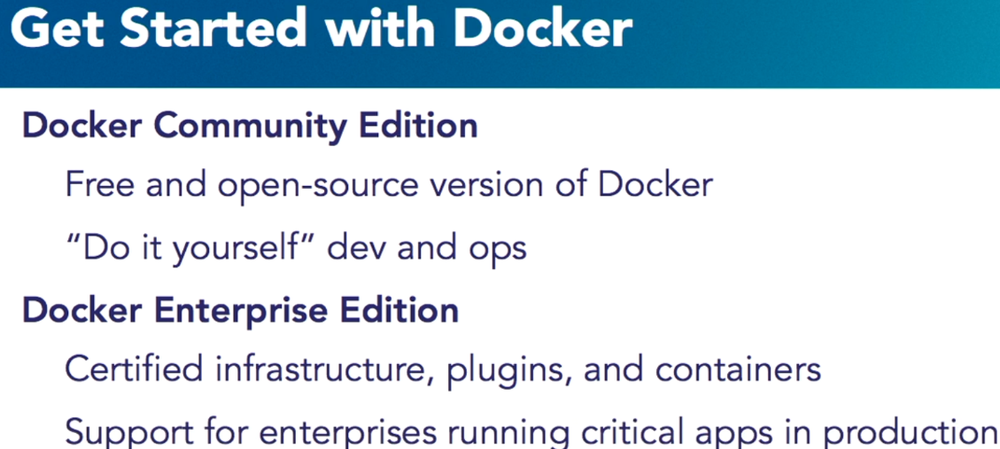 Get Started with Docker
Docker Community Edition
Free and open-source version of Docker
“Do it yourself” dev and ops
Docker Enterprise Edition
Certified infrastructure, plugins, and containers
Support for enterprises running critical apps in production